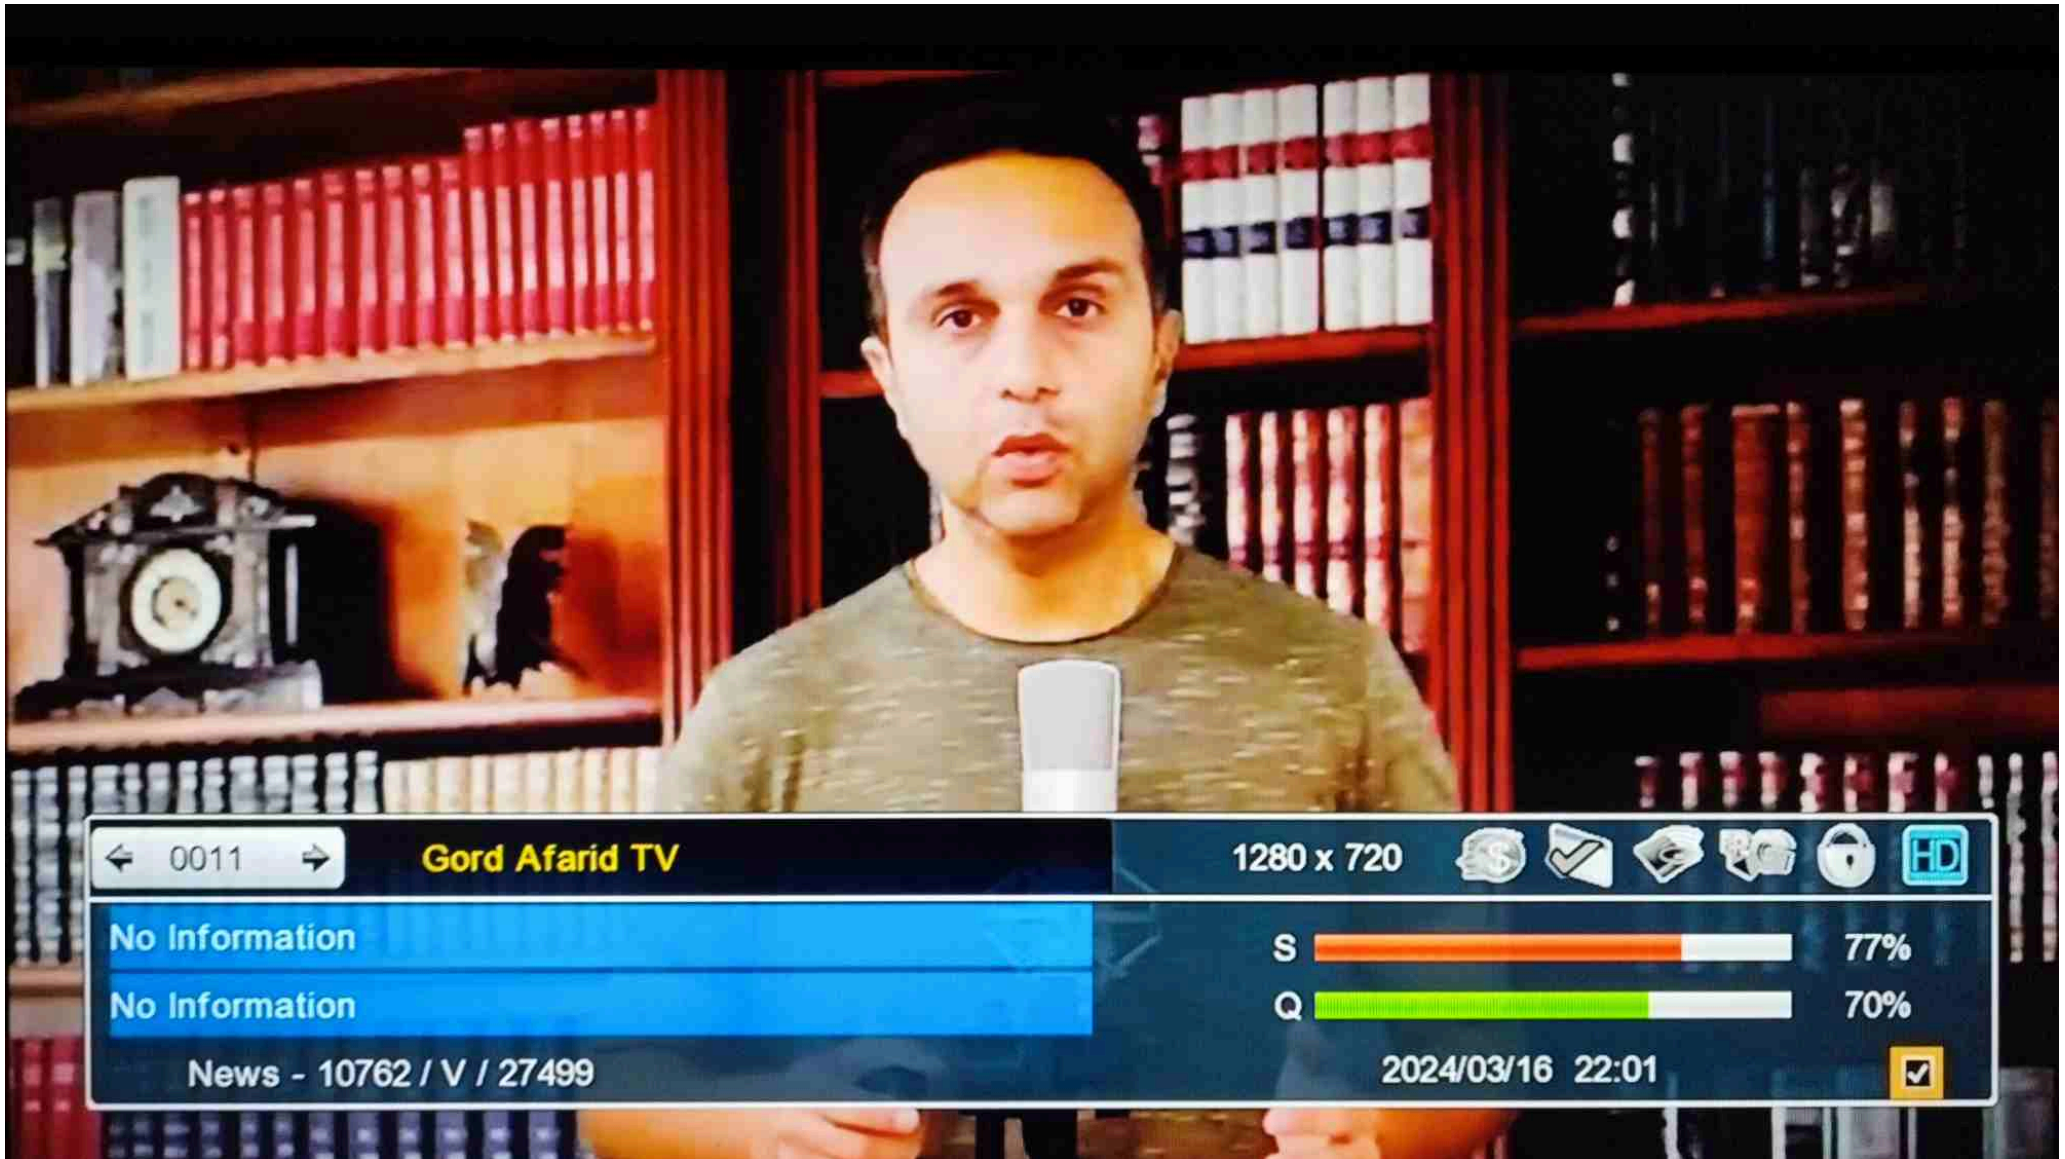 0011
Gord Afarid TV
1280 x 720
HD
No Information
S 77%
No Information
Q 70%
News - 10762 / V / 27499
2024/03/16 22:01